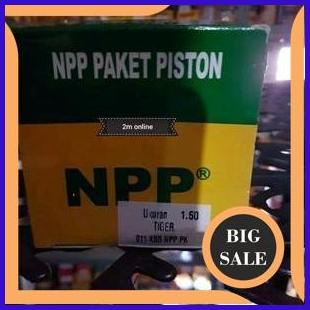 NPP PAKET PISTON
2m online
NPP®
Ukuran 1.50
TIGER
BIG
SALE